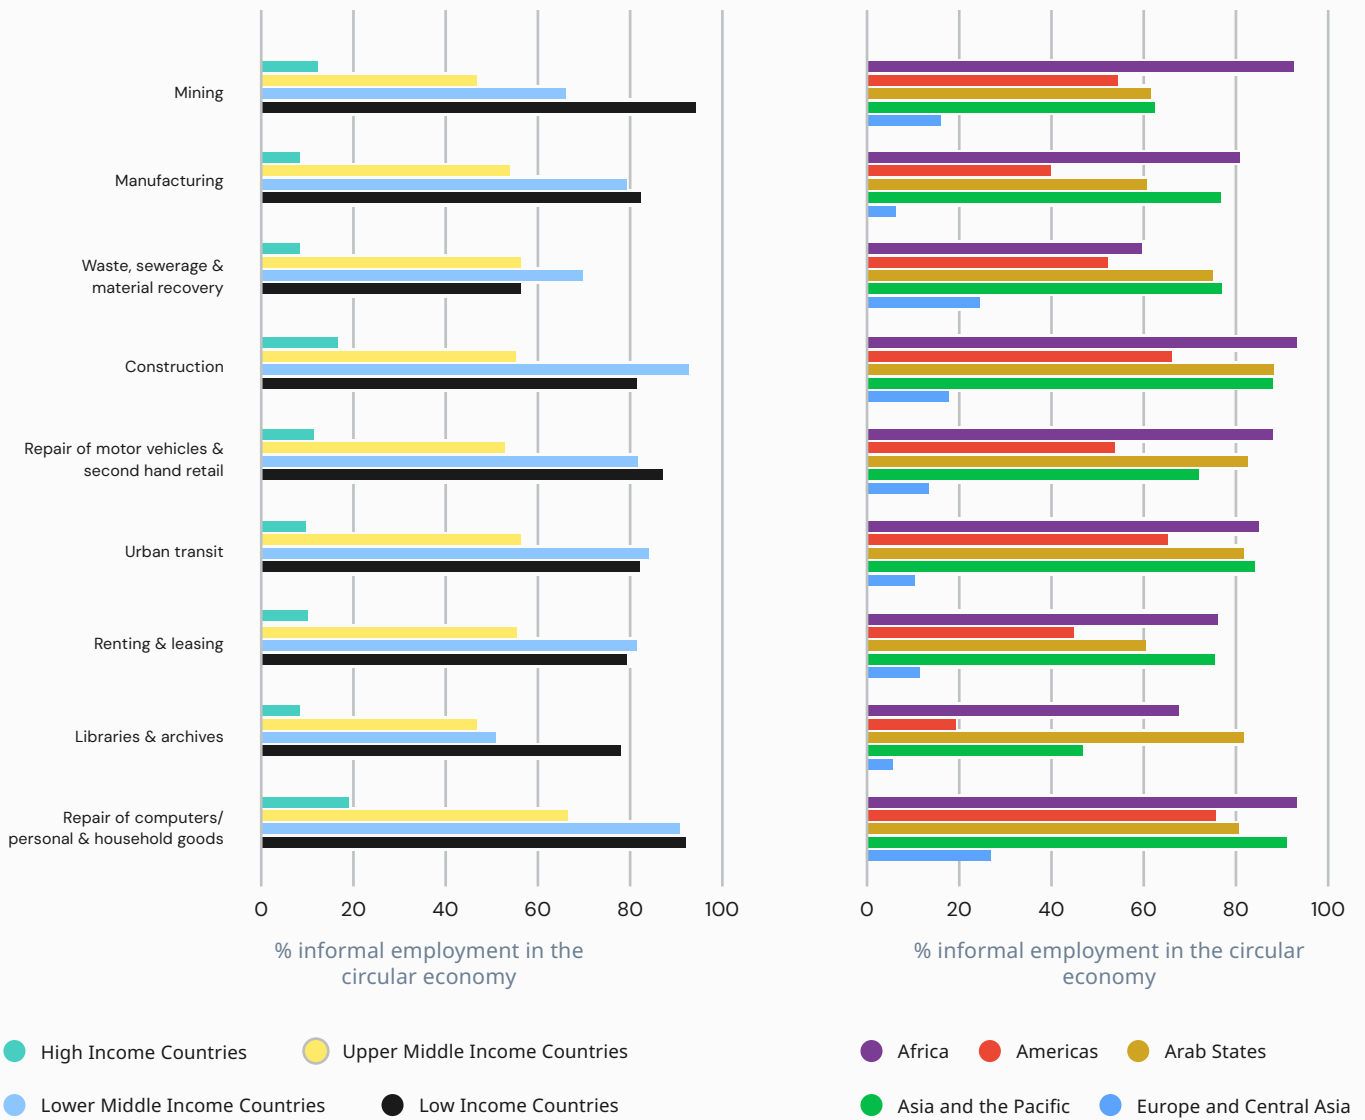 Mining
Manufacturing
Waste, sewerage &
material recovery
Construction
Repair of motor vehicles &
second hand retail
Urban transit
Renting & leasing
Libraries & archives
Repair of computers/
personal & household goods
0 20 40 60 80 100
% informal employment in the
circular economy
High Income Countries
Upper Middle Income Countries
Lower Middle Income Countries
Low Income Countries
0 20 40 60 80 100
% informal employment in the circular
economy
Africa
Americas
Arab States
Asia and the Pacific
Europe and Central Asia